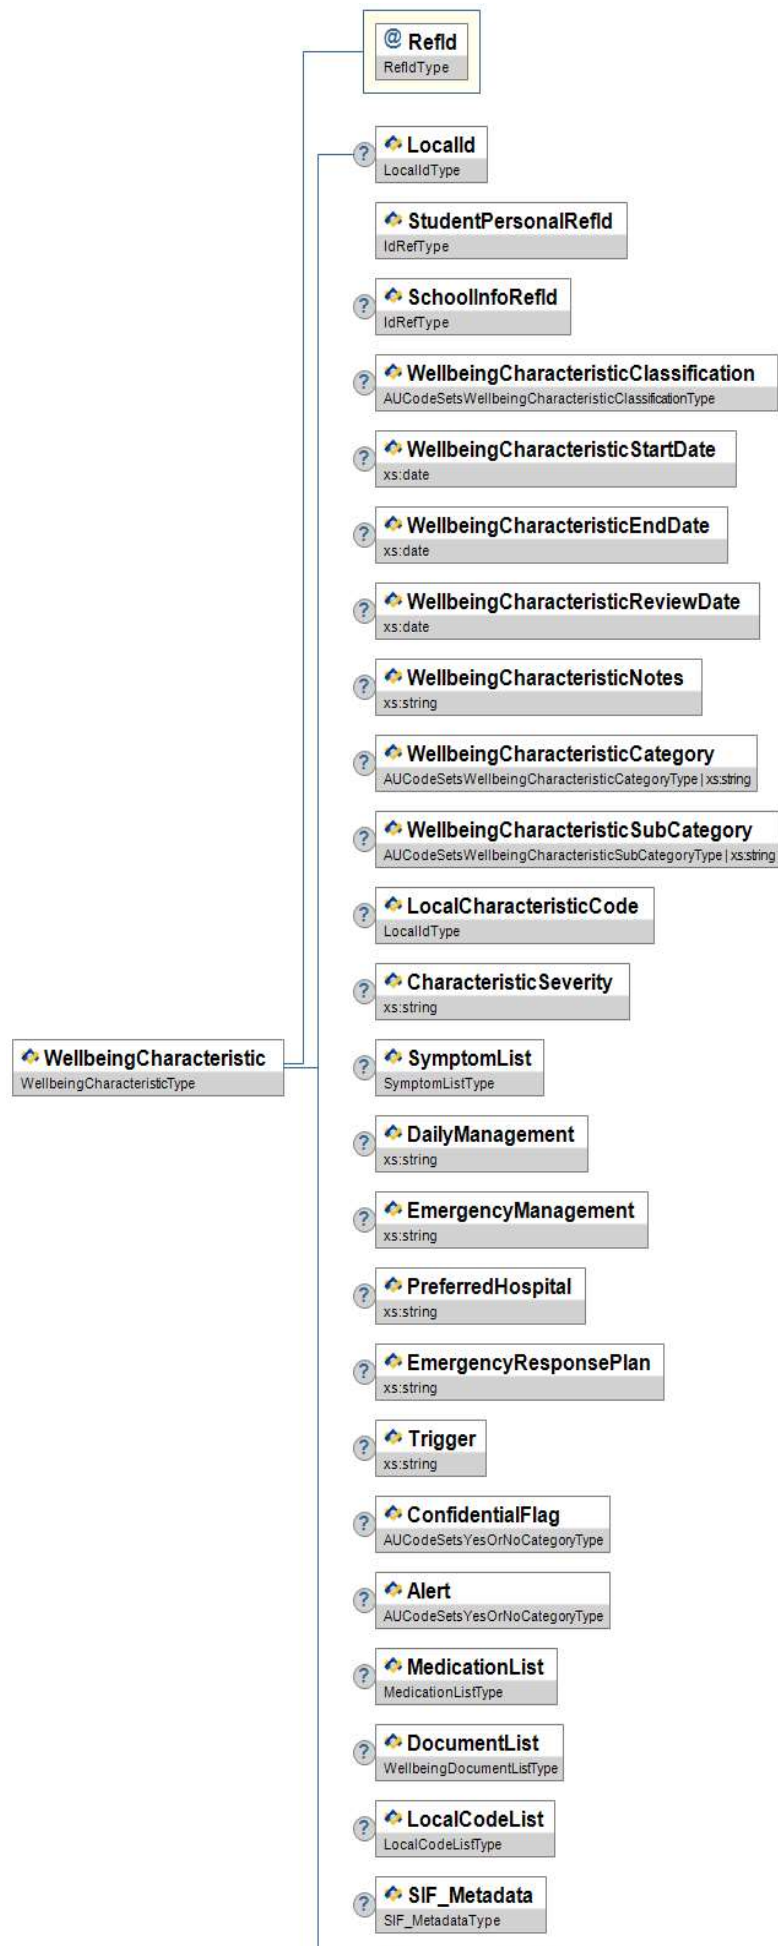 @ RefId
RefIdType
? LocalId
LocalIdType
StudentPersonalRefId
IdRefType
? SchoolInfoRefId
IdRefType
? WellbeingCharacteristicClassification
AUCodeSetsWellbeingCharacteristicClassificationType
? WellbeingCharacteristicStartDate
xs:date
? WellbeingCharacteristicEndDate
xs:date
? WellbeingCharacteristicReviewDate
xs:date
? WellbeingCharacteristicNotes
xs:string
? WellbeingCharacteristicCategory
AUCodeSetsWellbeingCharacteristicCategoryType | xs:string
? WellbeingCharacteristicSubCategory
AUCodeSetsWellbeingCharacteristicSubCategoryType | xs:string
? LocalCharacteristicCode
LocalIdType
? CharacteristicSeverity
xs:string
WellbeingCharacteristic
WellbeingCharacteristicType
? SymptomList
SymptomListType
? DailyManagement
xs:string
? EmergencyManagement
xs:string
? PreferredHospital
xs:string
? EmergencyResponsePlan
xs:string
? Trigger
xs:string
? ConfidentialFlag
AUCodeSetsYesOrNoCategoryType
? Alert
AUCodeSetsYesOrNoCategoryType
? MedicationList
MedicationListType
? DocumentList
WellbeingDocumentListType
? LocalCodeList
LocalCodeListType
? SIF_Metadata
SIF_MetadataType